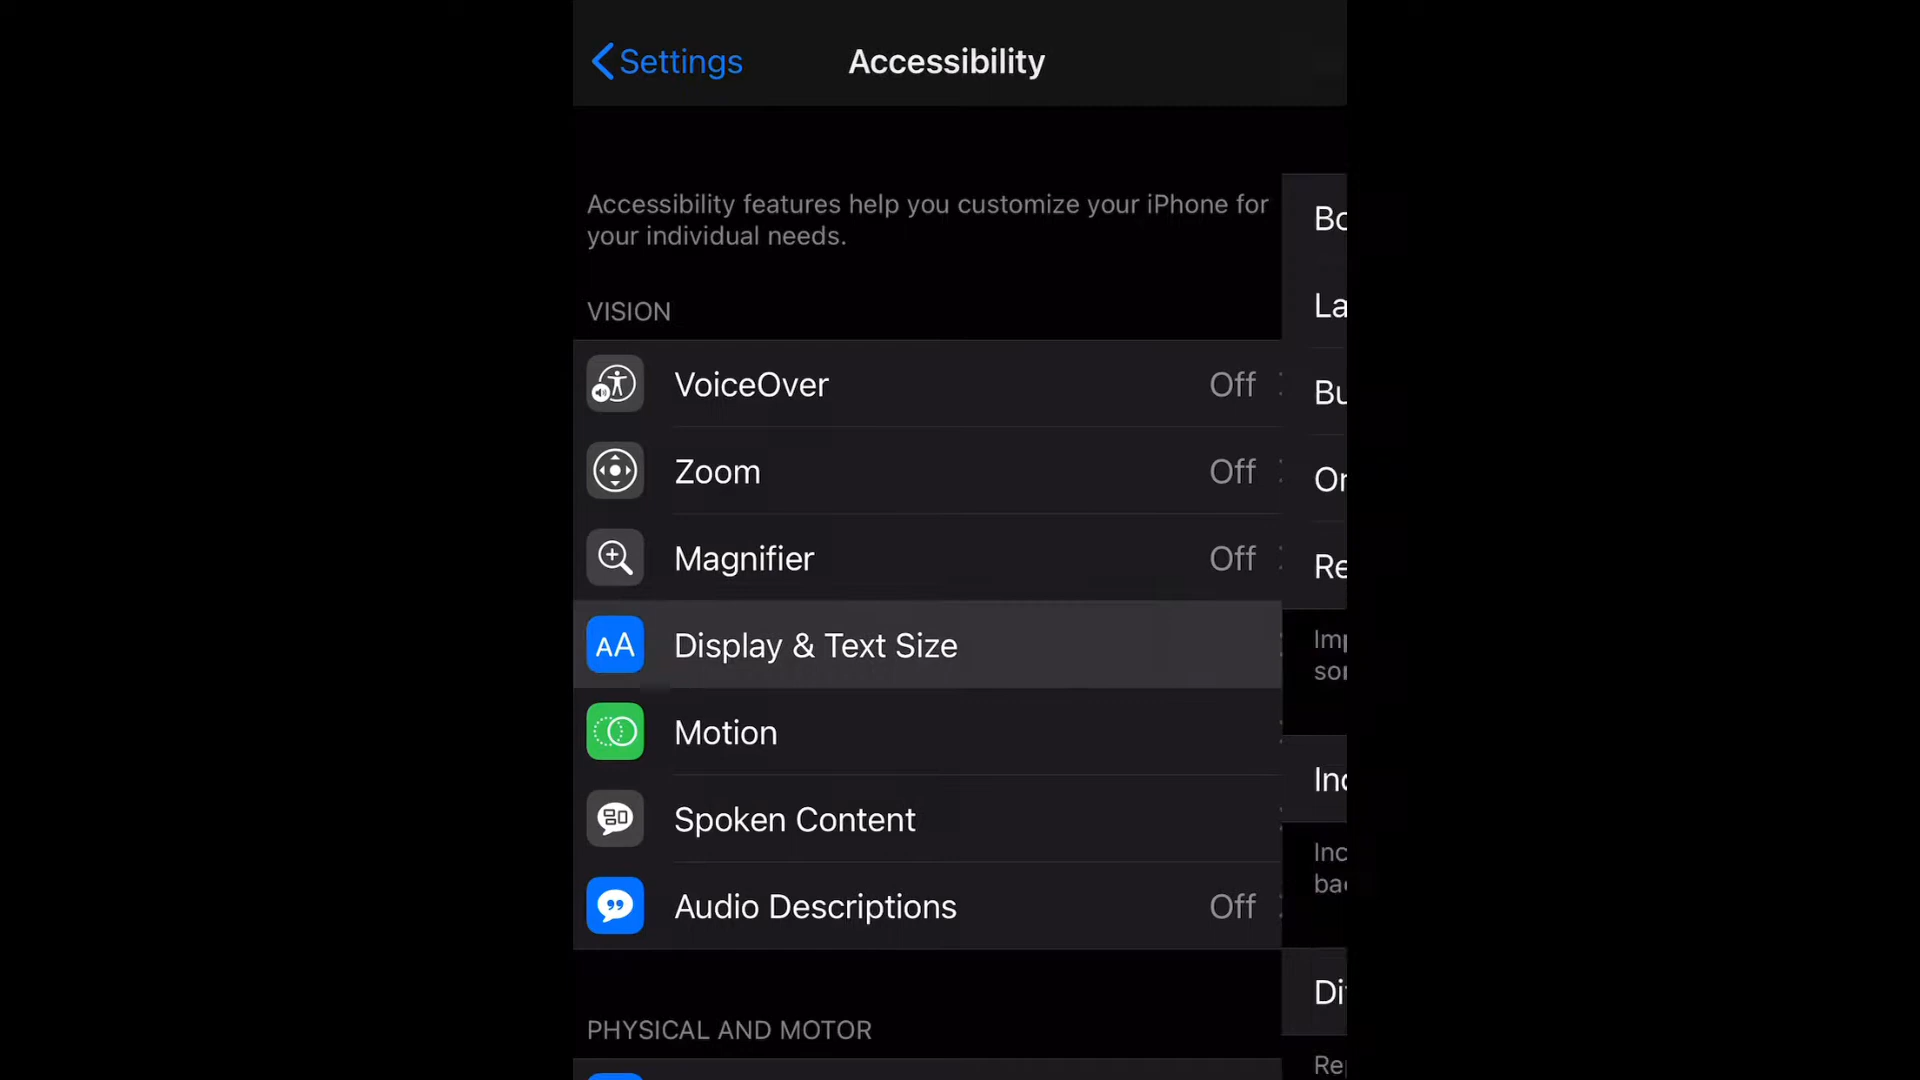 Settings
Accessibility
Accessibility features help you customize your iPhone for
your individual needs.
VISION
VoiceOver Off
Zoom Off
Magnifier Off
AA Display & Text Size
Motion
Spoken Content
Audio Descriptions Off
PHYSICAL AND MOTOR